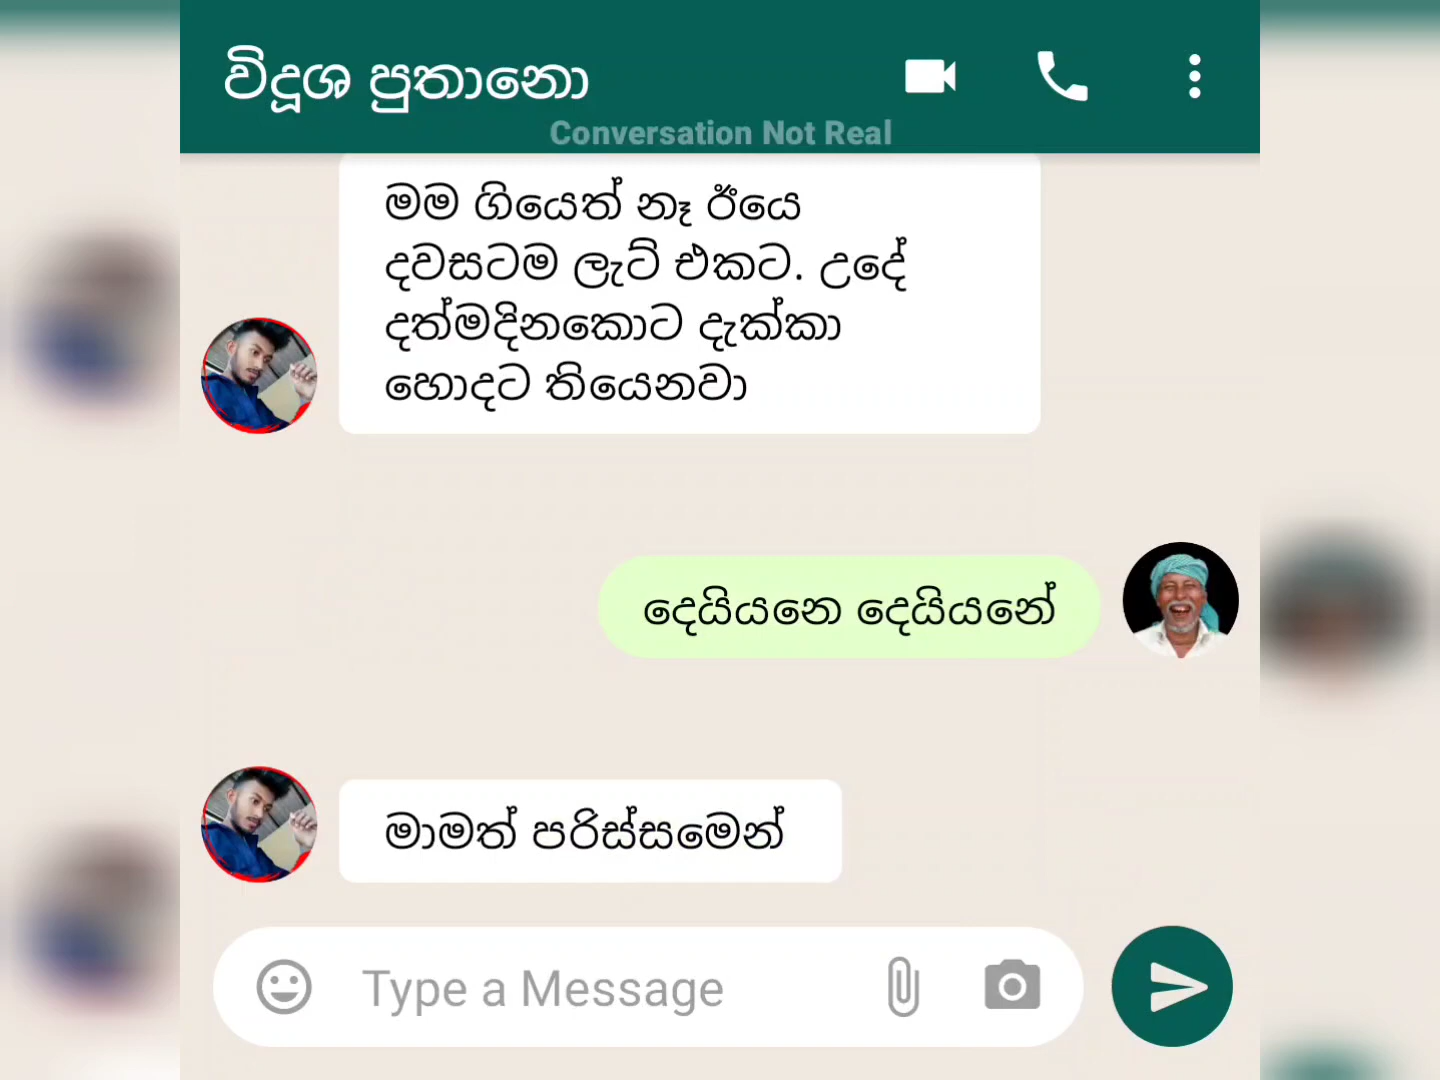 විදූශ පුතානො
Conversation Not Real
මම ගියෙත් නෑ ඊයෙ
දවසටම ලැට් එකට. උදේ
දත්මදිනකොට දැක්කා
හොදට තියෙනවා
දෙයියනෙ දෙයියනේ
මාමත් පරිස්සමෙන්
Type a Message